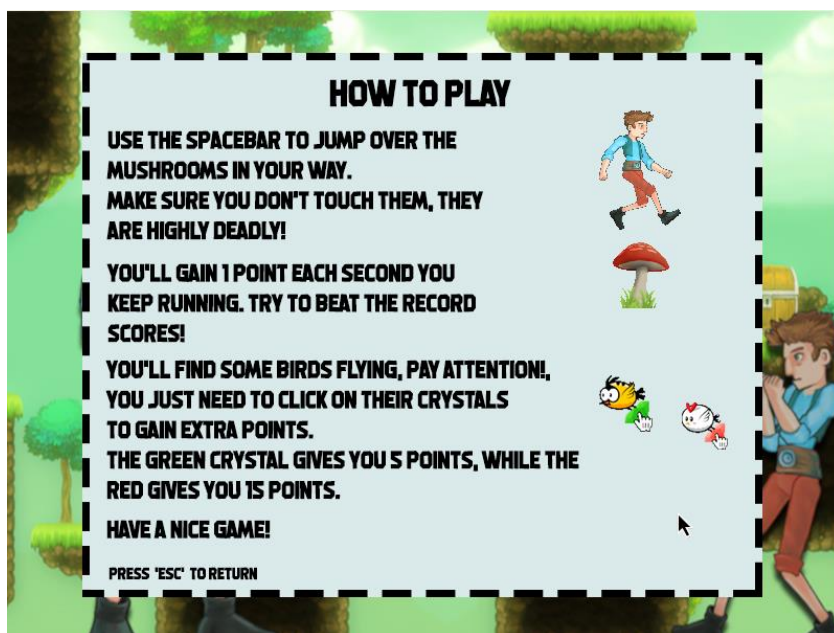 HOW TO PLAY
USE THE SPACEBAR TO JUMP OVER THE
MUSHROOMS IN YOUR WAY.
MAKE SURE YOU DON'T TOUCH THEM, THEY
ARE HIGHLY DEADLY!
YOU'LL GAIN 1 POINT EACH SECOND YOU
KEEP RUNNING. TRY TO BEAT THE RECORD
SCORES!
YOU'LL FIND SOME BIRDS FLYING, PAY ATTENTION!,
YOU JUST NEED TO CLICK ON THEIR CRYSTALS
TO GAIN EXTRA POINTS.
THE GREEN CRYSTAL GIVES YOU 5 POINTS, WHILE THE
RED GIVES YOU 15 POINTS.
HAVE A NICE GAME!
PRESS 'ESC' TO RETURN